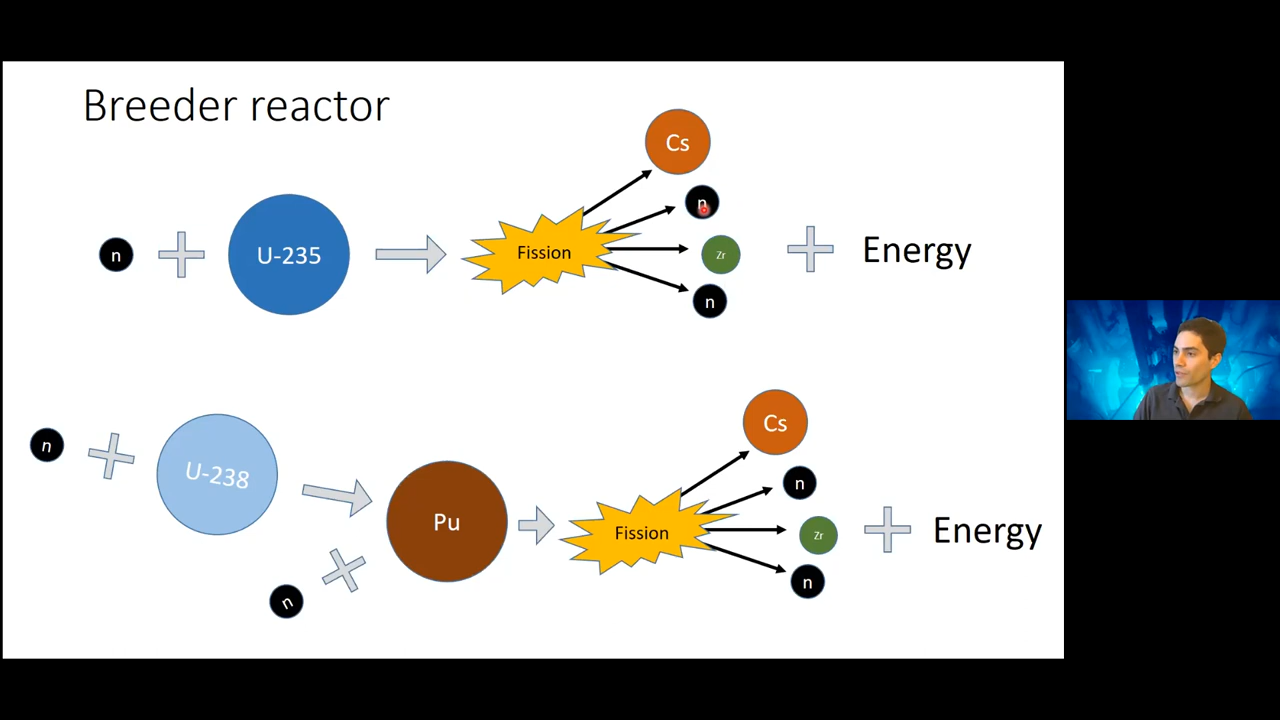 Breeder reactor
n
U-235
Fission
Cs
n
Zr
n
Energy
n
U-238
n
Pu
Fission
Cs
n
Zr
n
Energy